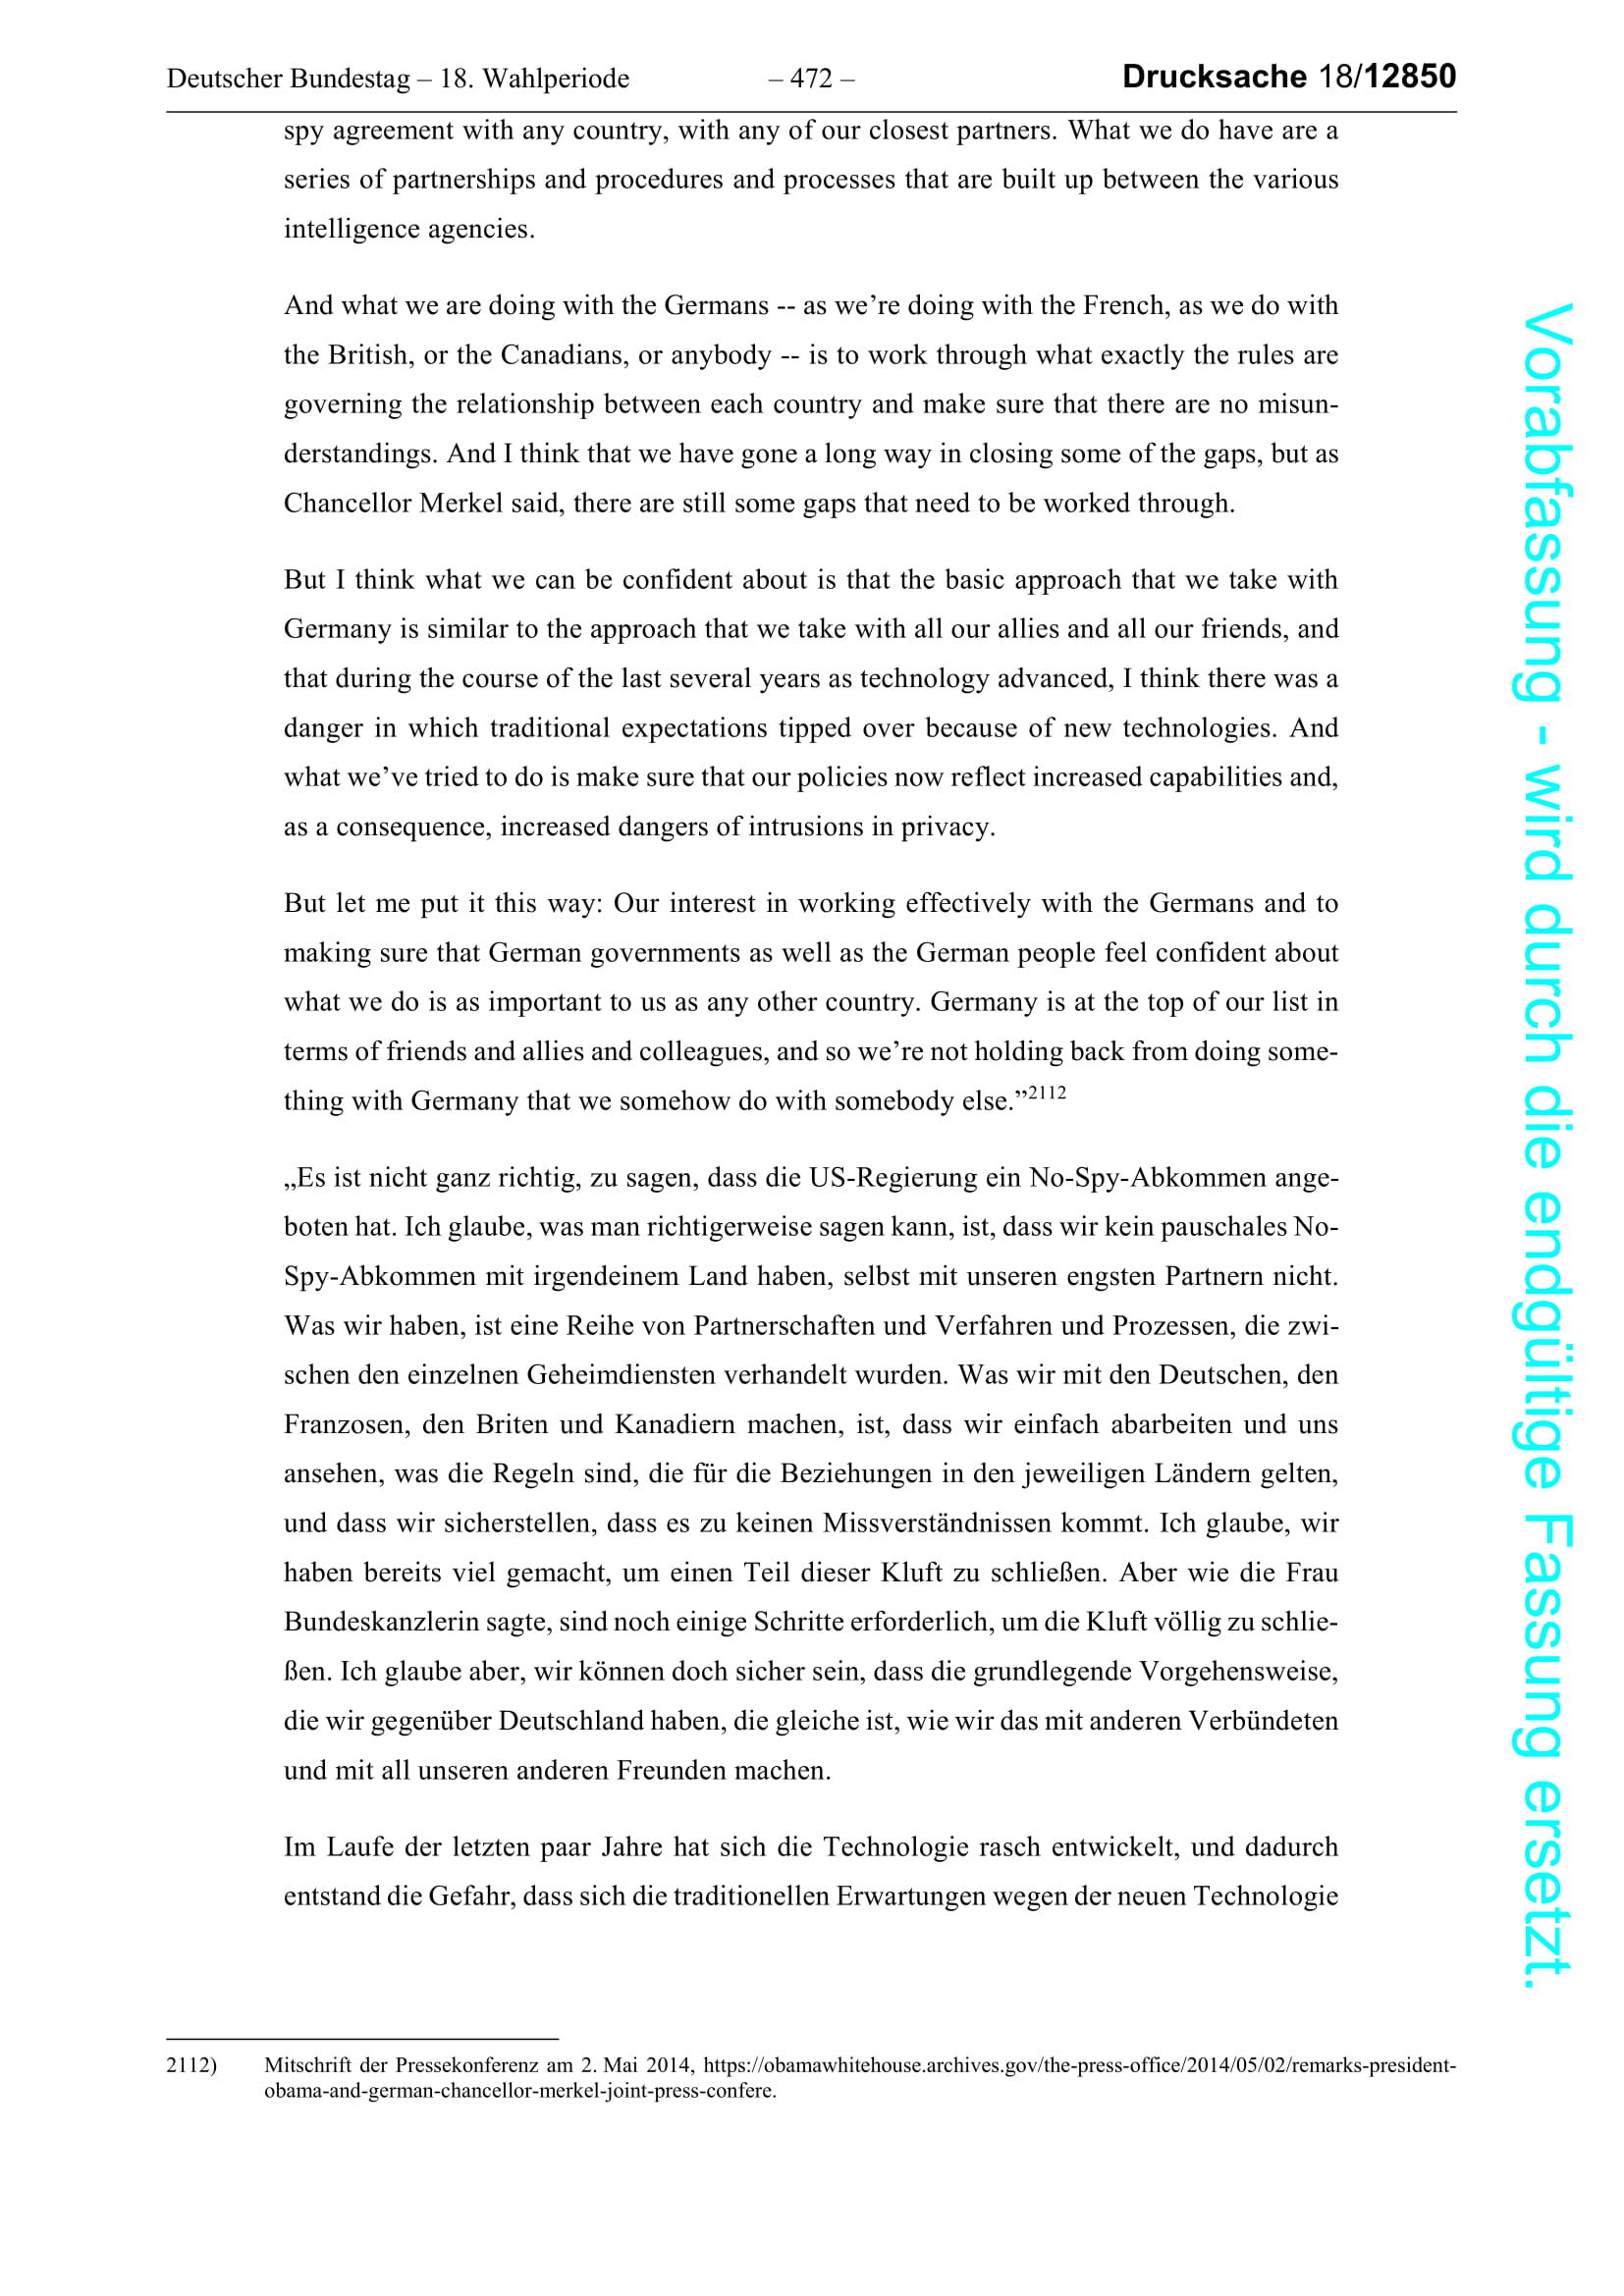 Deutscher Bundestag – 18. Wahlperiode – 472 – Drucksache 18/12850
spy agreement with any country, with any of our closest partners. What we do have are a
series of partnerships and procedures and processes that are built up between the various
intelligence agencies.
And what we are doing with the Germans -- as we’re doing with the French, as we do with
the British, or the Canadians, or anybody -- is to work through what exactly the rules are
governing the relationship between each country and make sure that there are no misun-
derstandings. And I think that we have gone a long way in closing some of the gaps, but as
Chancellor Merkel said, there are still some gaps that need to be worked through.
But I think what we can be confident about is that the basic approach that we take with
Germany is similar to the approach that we take with all our allies and all our friends, and
that during the course of the last several years as technology advanced, I think there was a
danger in which traditional expectations tipped over because of new technologies. And
what we’ve tried to do is make sure that our policies now reflect increased capabilities and,
as a consequence, increased dangers of intrusions in privacy.
But let me put it this way: Our interest in working effectively with the Germans and to
making sure that German governments as well as the German people feel confident about
what we do is as important to us as any other country. Germany is at the top of our list in
terms of friends and allies and colleagues, and so we’re not holding back from doing some-
thing with Germany that we somehow do with somebody else.”2112
„Es ist nicht ganz richtig, zu sagen, dass die US-Regierung ein No-Spy-Abkommen ange-
boten hat. Ich glaube, was man richtigerweise sagen kann, ist, dass wir kein pauschales No-
Spy-Abkommen mit irgendeinem Land haben, selbst mit unseren engsten Partnern nicht.
Was wir haben, ist eine Reihe von Partnerschaften und Verfahren und Prozessen, die zwi-
schen den einzelnen Geheimdiensten verhandelt wurden. Was wir mit den Deutschen, den
Franzosen, den Briten und Kanadiern machen, ist, dass wir einfach abarbeiten und uns
ansehen, was die Regeln sind, die für die Beziehungen in den jeweiligen Ländern gelten,
und dass wir sicherstellen, dass es zu keinen Missverständnissen kommt. Ich glaube, wir
haben bereits viel gemacht, um einen Teil dieser Kluft zu schließen. Aber wie die Frau
Bundeskanzlerin sagte, sind noch einige Schritte erforderlich, um die Kluft völlig zu schlie-
ßen. Ich glaube aber, wir können doch sicher sein, dass die grundlegende Vorgehensweise,
die wir gegenüber Deutschland haben, die gleiche ist, wie wir das mit anderen Verbündeten
und mit all unseren anderen Freunden machen.
Im Laufe der letzten paar Jahre hat sich die Technologie rasch entwickelt, und dadurch
entstand die Gefahr, dass sich die traditionellen Erwartungen wegen der neuen Technologie
2112) Mitschrift der Pressekonferenz am 2. Mai 2014, https://obamawhitehouse.archives.gov/the-press-office/2014/05/02/remarks-president-
obama-and-german-chancellor-merkel-joint-press-confere.
Vorabfassung - wird durch die endgültige Fassung ersetzt.